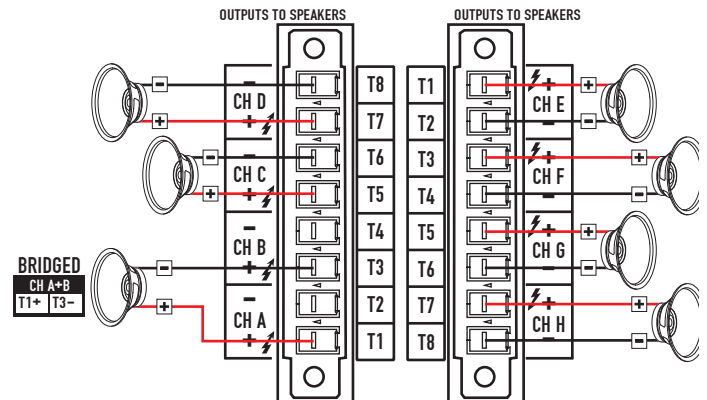 OUTPUTS TO SPEAKERS
- CH D +
- CH C +
- CH B +
- CH A +
T8
T7
T6
T5
T4
T3
T2
T1
- + - + - +
BRIDGED
CH A+B
T1+ T3-
OUTPUTS TO SPEAKERS
T1
T2
T3
T4
T5
T6
T7
T8
+ CH E -
+ CH F -
+ CH G -
+ CH H -
+ - + - + - + -